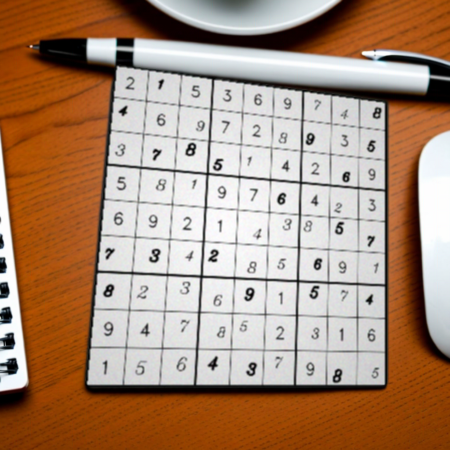 2 1 5 3 6 9 7 4 8
4 6 9 7 2 8 9 3 5
3 7 8 5 1 4 2 6 9
5 8 1 9 7 6 4 2 3
6 9 2 1 4 3 8 5 7
7 3 4 2 8 5 6 9 1
8 2 3 6 9 1 5 7 4
9 4 7 8 5 2 3 1 6
1 5 6 4 3 7 9 8 5